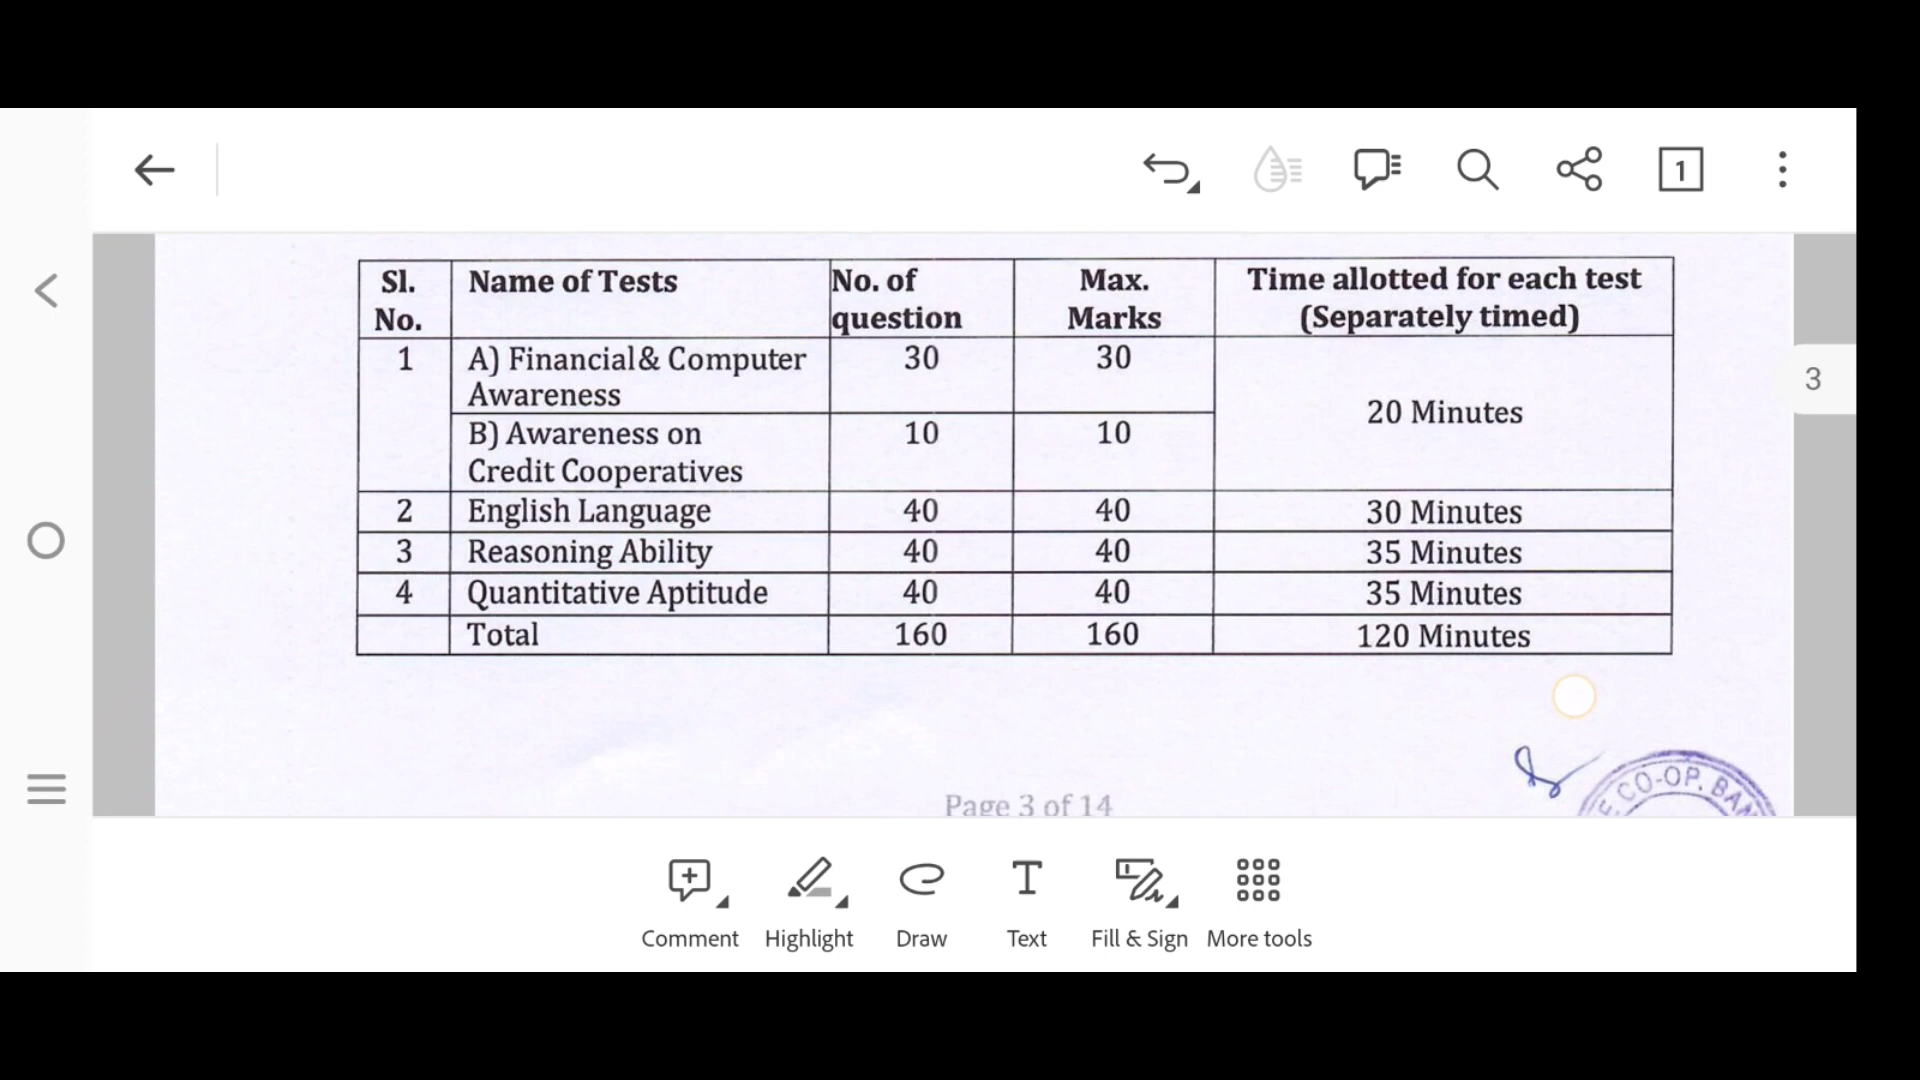 1
Sl. No. Name of Tests No. of question Max. Marks Time allotted for each test (Separately timed)
1 A) Financial& Computer Awareness 30 30 20 Minutes
B) Awareness on Credit Cooperatives 10 10
2 English Language 40 40 30 Minutes
3 Reasoning Ability 40 40 35 Minutes
4 Quantitative Aptitude 40 40 35 Minutes
Total 160 160 120 Minutes
3
Page 3 of 14
CO-OP. BAN
Comment Highlight Draw Text Fill & Sign More tools